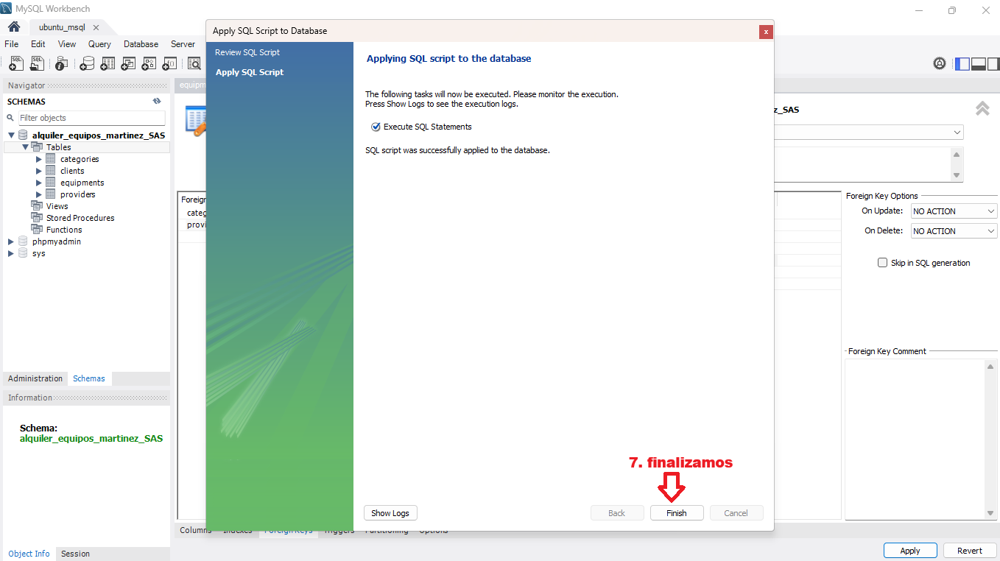 MySQL Workbench
ubuntu_msql
File Edit View Query Database Server
Navigator
SCHEMAS
Filter objects
alquiler_equipos_martinez_SAS
Tables
categories
clients
equipments
providers
Views
Stored Procedures
Functions
phpmyadmin
sys
Administration Schemas
Information
Schema:
alquiler_equipos_martinez_SAS
Object Info Session
Apply SQL Script to Database
x
Review SQL Script
Apply SQL Script
Applying SQL script to the database
The following tasks will now be executed. Please monitor the execution.
Press Show Logs to see the execution logs.
Execute SQL Statements
SQL script was successfully applied to the database.
7. finalizamos
Show Logs Back Finish Cancel
equipm
z_SAS
Foreign
categ
provi
Foreign Key Options
On Update: NO ACTION
On Delete: NO ACTION
Skip in SQL generation
Foreign Key Comment
Columns Indexes Foreign Keys Triggers Partitioning Options
Apply Revert